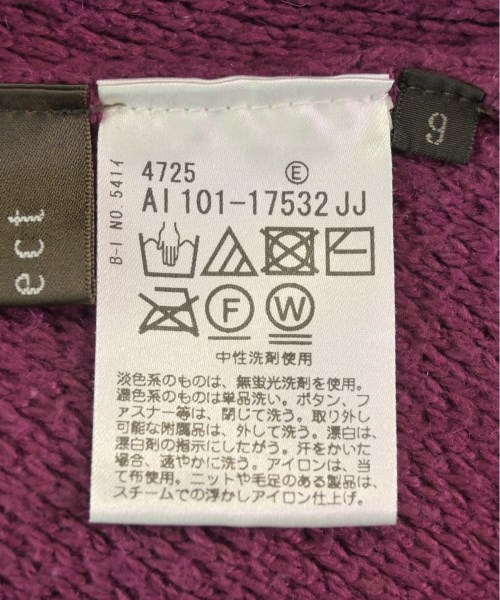 ect
B-I NO. 5414
4725 E
AI 101-17532 JJ
F W
中性洗剤使用
淡色系のものは、無蛍光洗剤を使用。
濃色系のものは単品洗い。ボタン、フ
ァスナー等は、閉じて洗う。取り外し
可能な附属品は、外して洗う。漂白は、
漂白剤の指示にしたがう。汗をかいた
場合、速やかに洗う。アイロンは、当
て布使用。ニットや毛足のある製品は、
スチームでの浮かしアイロン仕上げ。
9